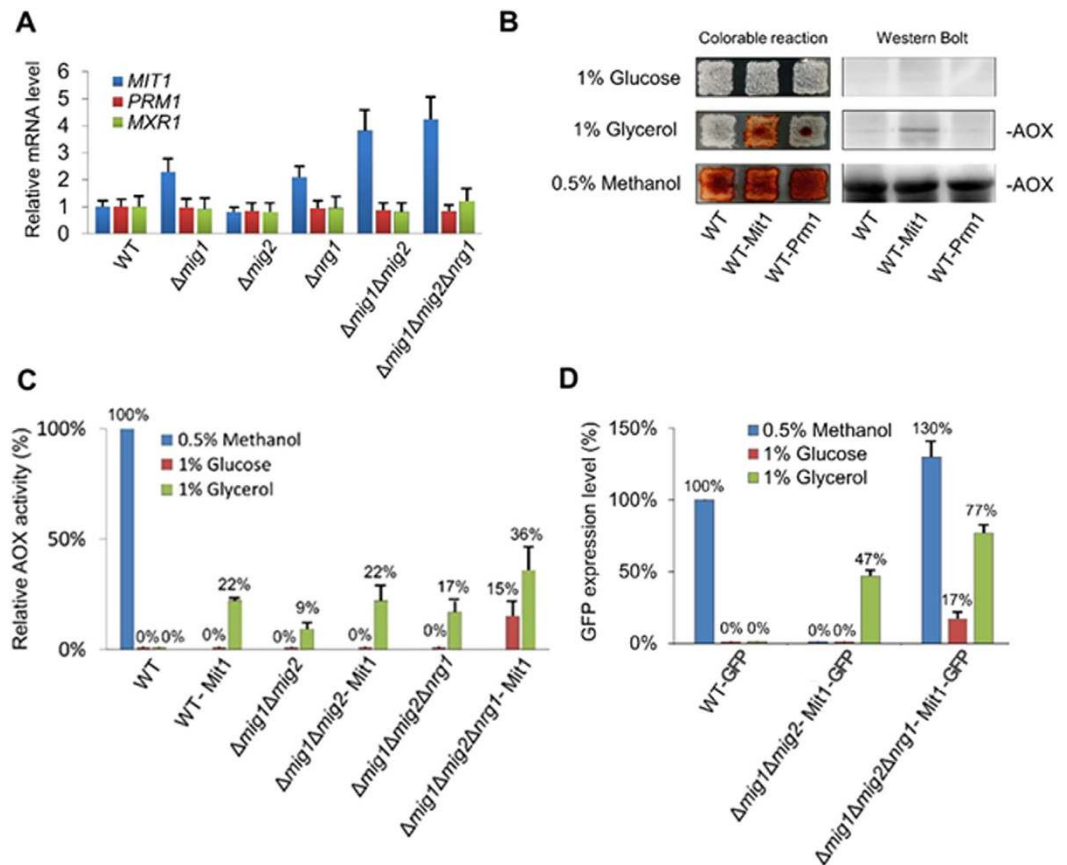 A
Relative mRNA level
6
5
4
3
2
1
0
MIT1
PRM1
MXR1
WT
Δmig1
Δmig2
Δnrg1
Δmig1Δmig2
Δmig1Δmig2Δnrg1
B
Colorable reaction
Western Bolt
1% Glucose
1% Glycerol
-AOX
0.5% Methanol
-AOX
WT
WT-Mit1
WT-Prm1
WT
WT-Mit1
WT-Prm1
C
Relative AOX activity (%)
100%
50%
0%
0.5% Methanol
1% Glucose
1% Glycerol
100%
0% 0%
0%
22%
0%
9%
0%
22%
0%
17%
15%
36%
WT
WT- Mit1
Δmig1Δmig2
Δmig1Δmig2- Mit1
Δmig1Δmig2Δnrg1
Δmig1Δmig2Δnrg1- Mit1
D
GFP expression level (%)
150%
100%
50%
0%
0.5% Methanol
1% Glucose
1% Glycerol
100%
0% 0%
0% 0%
47%
130%
17%
77%
WT-GFP
Δmig1Δmig2- Mit1-GFP
Δmig1Δmig2Δnrg1- Mit1-GFP